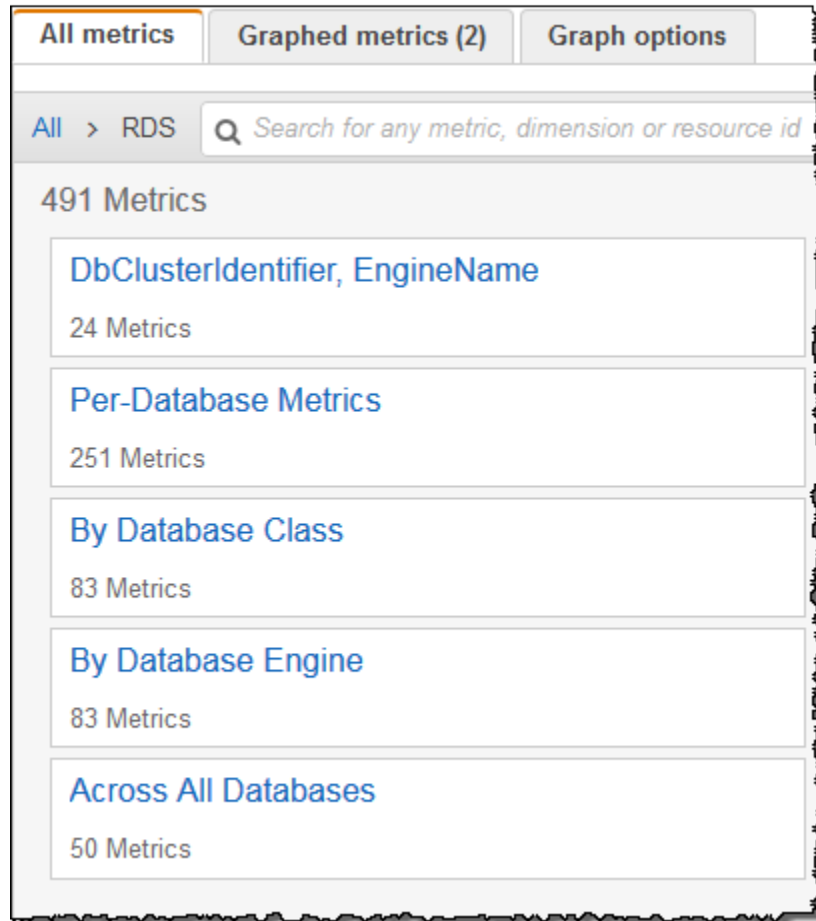 All metrics Graphed metrics (2) Graph options
All > RDS Search for any metric, dimension or resource id
491 Metrics
DbClusterIdentifier, EngineName
24 Metrics
Per-Database Metrics
251 Metrics
By Database Class
83 Metrics
By Database Engine
83 Metrics
Across All Databases
50 Metrics